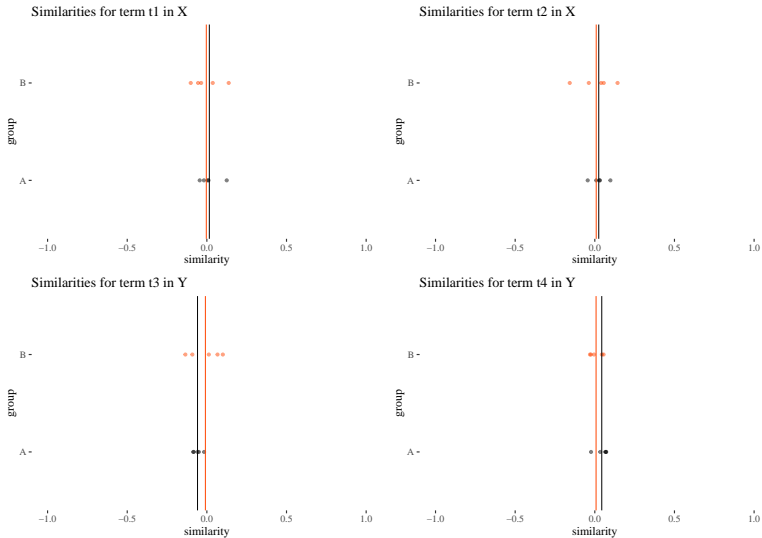 Similarities for term t1 in X
group
B
A
−1.0 −0.5 0.0 0.5 1.0
similarity
Similarities for term t2 in X
group
B
A
−1.0 −0.5 0.0 0.5 1.0
similarity
Similarities for term t3 in Y
group
B
A
−1.0 −0.5 0.0 0.5 1.0
similarity
Similarities for term t4 in Y
group
B
A
−1.0 −0.5 0.0 0.5 1.0
similarity